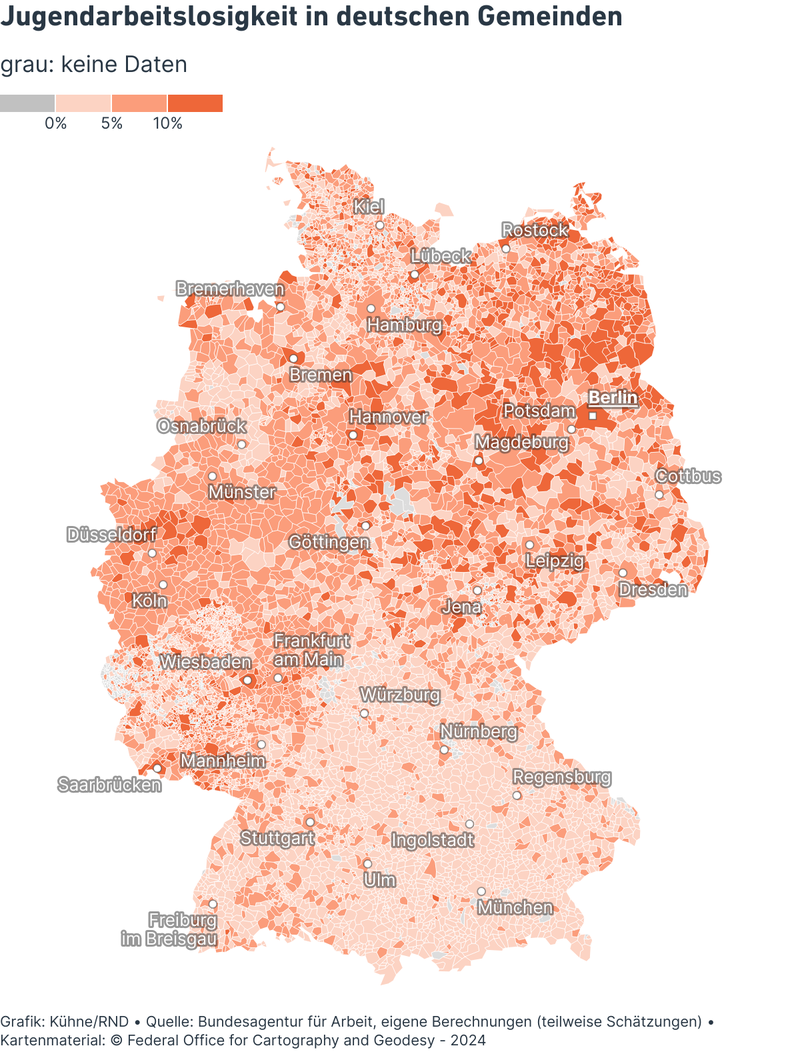 Jugendarbeitslosigkeit in deutschen Gemeinden
grau: keine Daten
0% 5% 10%
Kiel
Rostock
Lübeck
Bremerhaven
Hamburg
Bremen
Berlin
Potsdam
Hannover
Osnabrück
Magdeburg
Cottbus
Münster
Düsseldorf
Göttingen
Leipzig
Dresden
Köln
Jena
Frankfurt
am Main
Wiesbaden
Würzburg
Nürnberg
Mannheim
Regensburg
Saarbrücken
Stuttgart
Ingolstadt
Ulm
München
Freiburg
im Breisgau
Grafik: Kühne/RND • Quelle: Bundesagentur für Arbeit, eigene Berechnungen (teilweise Schätzungen) •
Kartenmaterial: © Federal Office for Cartography and Geodesy - 2024